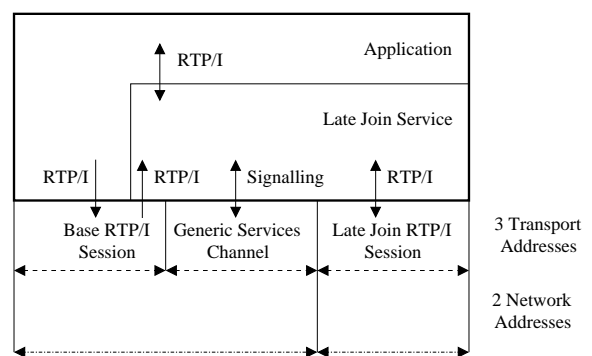 Application
RTP/I
Late Join Service
RTP/I
RTP/I
Signalling
RTP/I
Base RTP/I
Session
Generic Services
Channel
Late Join RTP/I
Session
3 Transport
Addresses
2 Network
Addresses